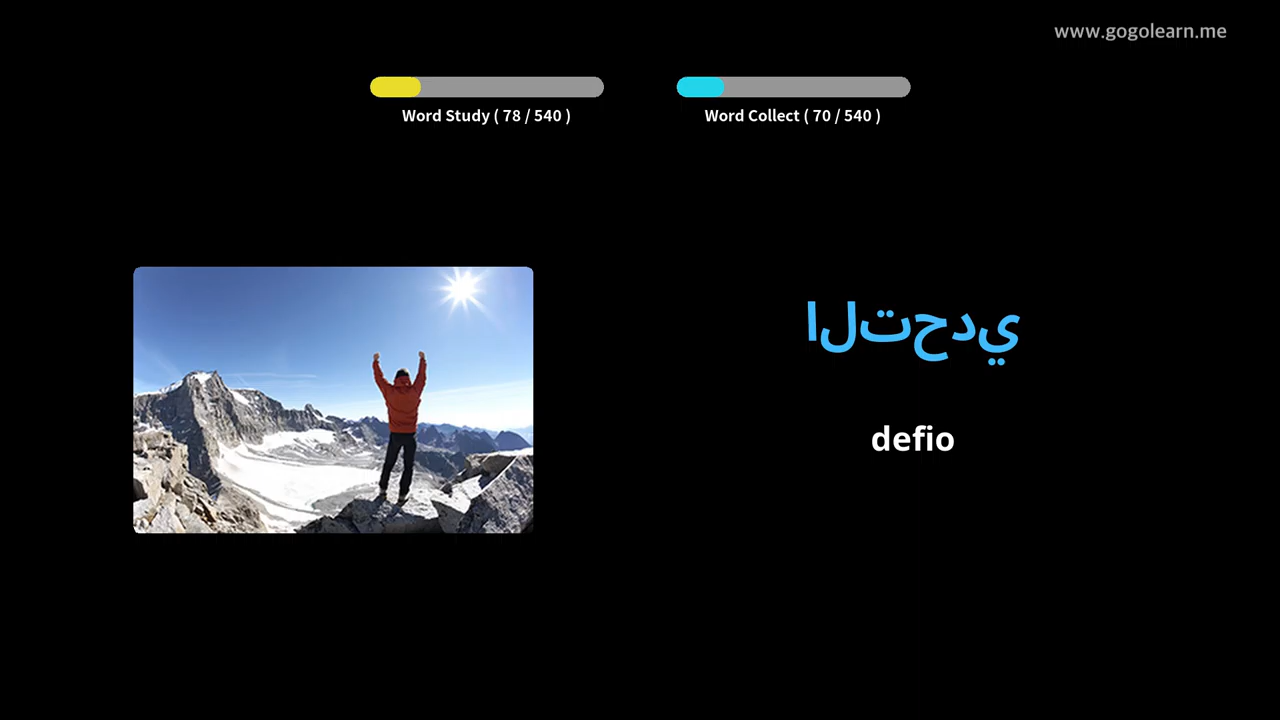 www.gogolearn.me
Word Study ( 78 / 540 )
Word Collect ( 70 / 540 )
التحدي
defio